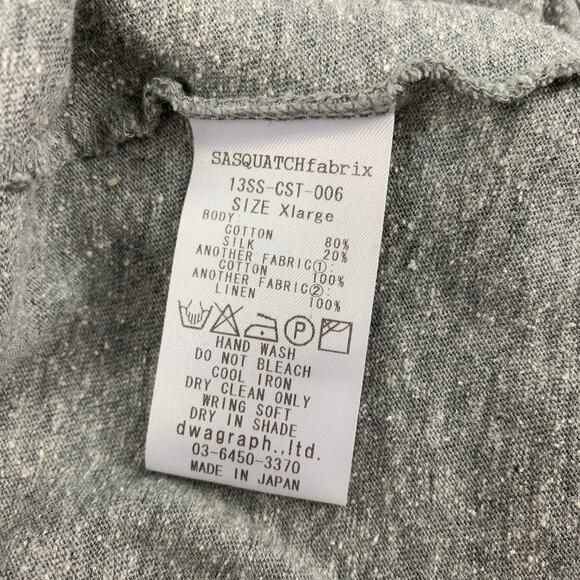 SASQUATCHfabrix
13SS-CST-006
SIZE Xlarge
BODY:
COTTON 80%
SILK 20%
ANOTHER FABRIC①:
COTTON 100%
ANOTHER FABRIC②:
LINEN 100%
P
HAND WASH
DO NOT BLEACH
COOL IRON
DRY CLEAN ONLY
WRING SOFT
DRY IN SHADE
dwagraph.,ltd.
03-6450-3370
MADE IN JAPAN